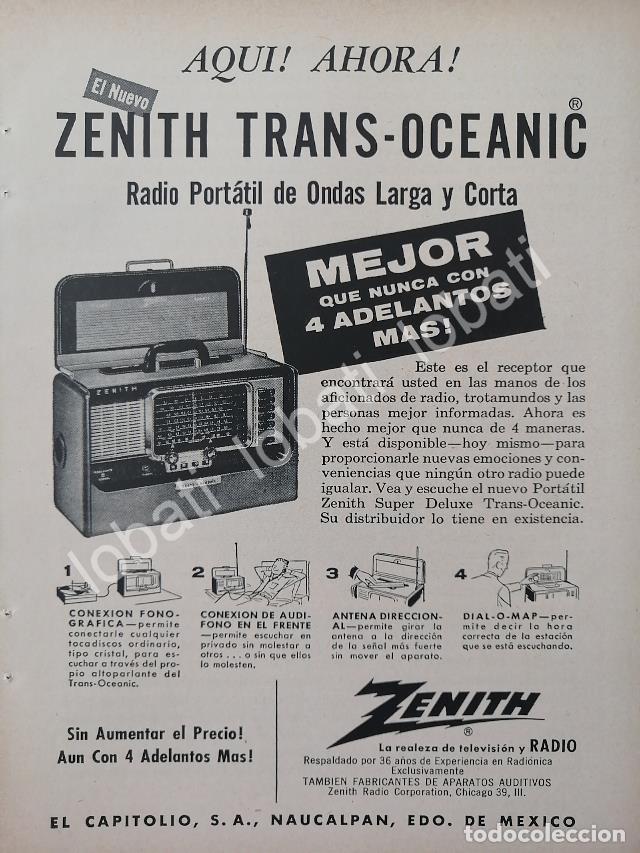 AQUI! AHORA!
El Nuevo
ZENITH TRANS-OCEANIC®
Radio Portátil de Ondas Larga y Corta
MEJOR
QUE NUNCA CON
4 ADELANTOS
MAS!
ZENITH
Este es el receptor que
encontrará usted en las manos de los
aficionados de radio, trotamundos y las
personas mejor informadas. Ahora es
hecho mejor que nunca de 4 maneras.
Y está disponible—hoy mismo—para
proporcionarle nuevas emociones y con-
veniencias que ningún otro radio puede
igualar. Vea y escuche el nuevo Portátil
Zenith Super Deluxe Trans-Oceanic.
Su distribuidor lo tiene en existencia.
lobati lobati lobati lobati
1
CONEXION FONO-
GRAFICA—permite
conectarle cualquier
tocadiscos ordinario,
tipo cristal, para es-
cuchar a través del pro-
pio altoparlante del
Trans-Oceanic.
2
CONEXION DE AUDI-
FONO EN EL FRENTE
—permite escuchar en
privado sin molestar a
otros . . . o sin que ellos
lo molesten.
3
ANTENA DIRECCION-
AL—permite girar la
antena a la dirección
de la señal más fuerte
sin mover el aparato.
4
DIAL-O-MAP—per-
mite decir la hora
correcta de la estación
que se está escuchando.
Sin Aumentar el Precio!
Aun Con 4 Adelantos Mas!
ZENITH®
La realeza de televisión y RADIO
Respaldado por 36 años de Experiencia en Radiónica
Exclusivamente
TAMBIEN FABRICANTES DE APARATOS AUDITIVOS
Zenith Radio Corporation, Chicago 39, Ill.
EL CAPITOLIO, S. A., NAUCALPAN, EDO. DE MEXICO
todocoleccion